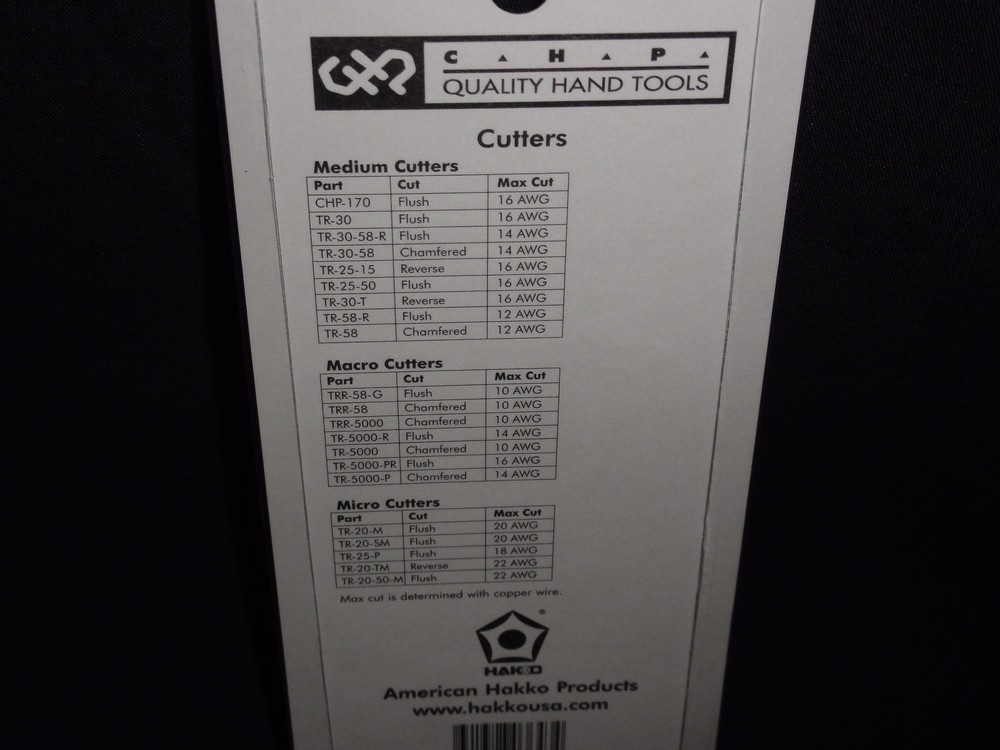 C▲H▲P▲
QUALITY HAND TOOLS
Cutters
Medium Cutters
Part Cut Max Cut
CHP-170 Flush 16 AWG
TR-30 Flush 16 AWG
TR-30-58-R Flush 14 AWG
TR-30-58 Chamfered 14 AWG
TR-25-15 Reverse 16 AWG
TR-25-50 Flush 16 AWG
TR-30-T Reverse 16 AWG
TR-58-R Flush 12 AWG
TR-58 Chamfered 12 AWG
Macro Cutters
Part Cut Max Cut
TRR-58-G Flush 10 AWG
TRR-58 Chamfered 10 AWG
TRR-5000 Chamfered 10 AWG
TR-5000-R Flush 14 AWG
TR-5000 Chamfered 10 AWG
TR-5000-PR Flush 16 AWG
TR-5000-P Chamfered 14 AWG
Micro Cutters
Part Cut Max Cut
TR-20-M Flush 20 AWG
TR-20-SM Flush 20 AWG
TR-25-P Flush 18 AWG
TR-20-TM Reverse 22 AWG
TR-20-50-M Flush 22 AWG
Max cut is determined with copper wire.
®
HAKKO
American Hakko Products
www.hakkousa.com